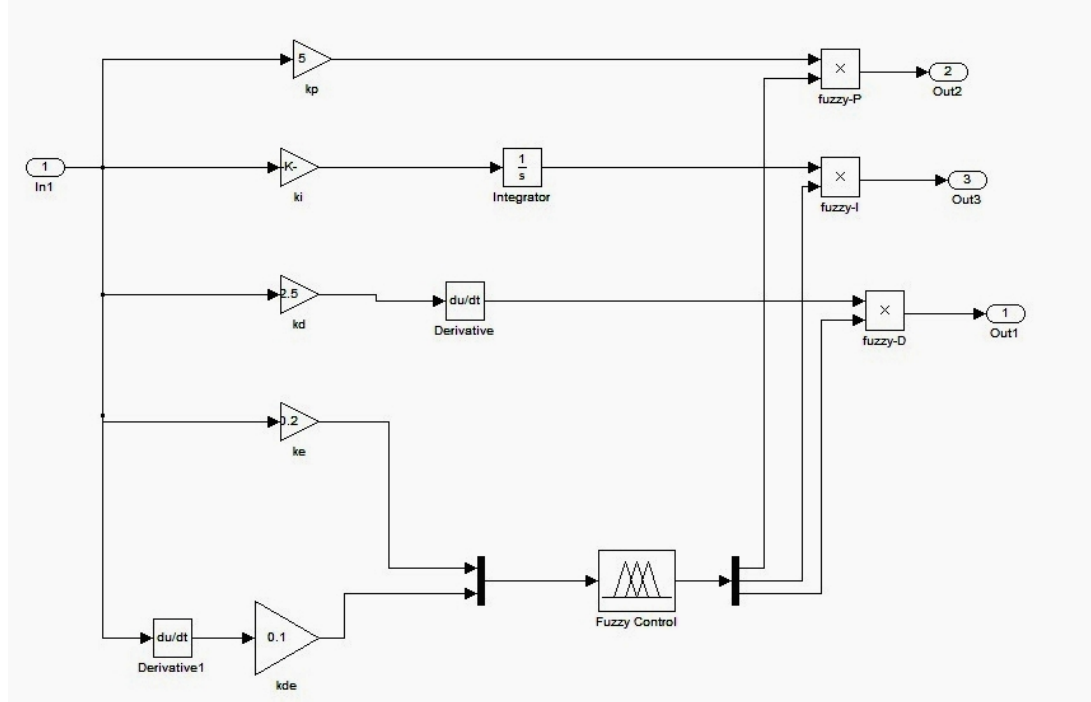 5
kp
×
fuzzy-P
2
Out2
1
In1
-K-
ki
1
s
Integrator
×
fuzzy-I
3
Out3
2.5
kd
du/dt
Derivative
×
fuzzy-D
1
Out1
0.2
ke
Fuzzy Control
du/dt
Derivative1
0.1
kde